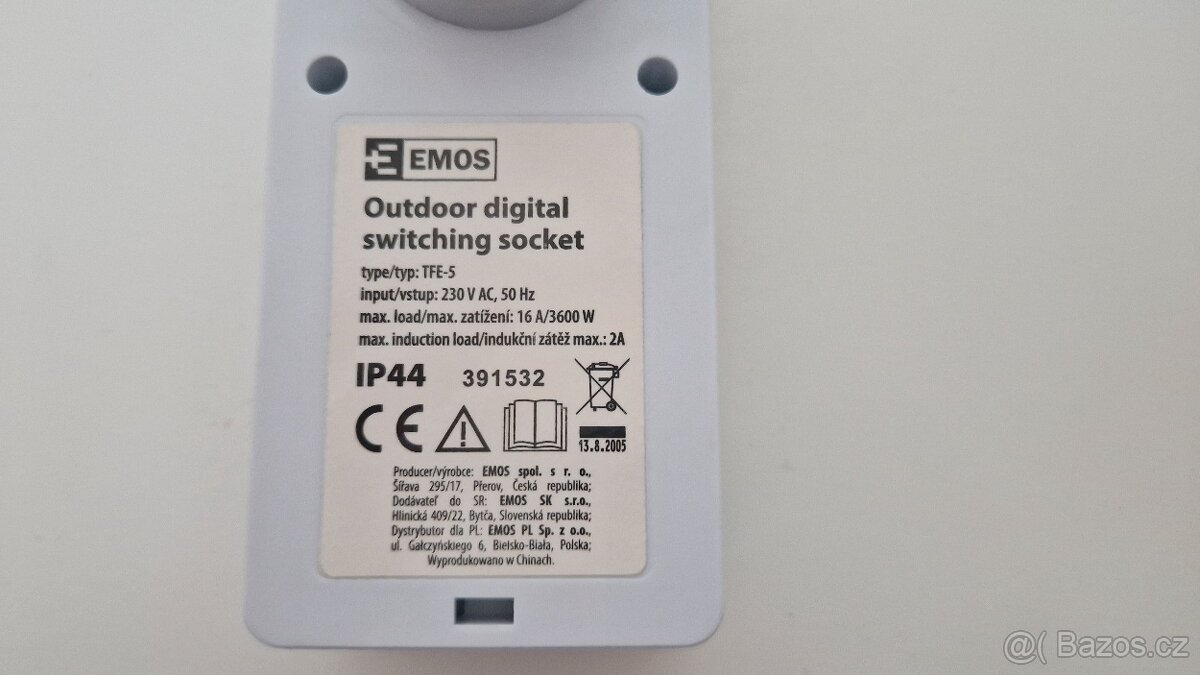 EMOS
Outdoor digital
switching socket
type/typ: TFE-5
input/vstup: 230 V AC, 50 Hz
max. load/max. zatížení: 16 A/3600 W
max. induction load/indukční zátěž max.: 2A
IP44 391532
CE
13.8.2005
Producer/výrobce: EMOS spol. s r. o.,
Šířava 295/17, Přerov, Česká republika;
Dodávateľ do SR: EMOS SK s.r.o.,
Hlinická 409/22, Bytča, Slovenská republika;
Dystrybutor dla PL: EMOS PL Sp. z o.o.,
ul. Gałczyńskiego 6, Bielsko-Biała, Polska;
Wyprodukowano w Chinach.
@( Bazos.cz